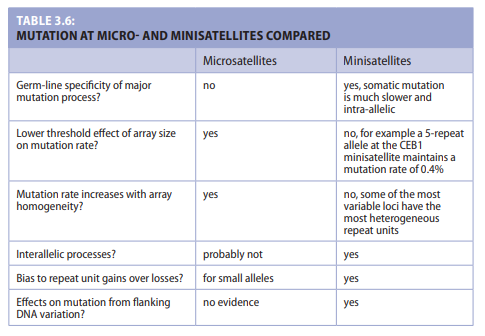 TABLE 3.6:
MUTATION AT MICRO- AND MINISATELLITES COMPARED
Microsatellites
Minisatellites
Germ-line specificity of major
mutation process?
no
yes, somatic mutation
is much slower and
intra-allelic
Lower threshold effect of array size
on mutation rate?
yes
no, for example a 5-repeat
allele at the CEB1
minisatellite maintains a
mutation rate of 0.4%
Mutation rate increases with array
homogeneity?
yes
no, some of the most
variable loci have the
most heterogeneous
repeat units
Interallelic processes?
probably not
yes
Bias to repeat unit gains over losses?
for small alleles
yes
Effects on mutation from flanking
DNA variation?
no evidence
yes